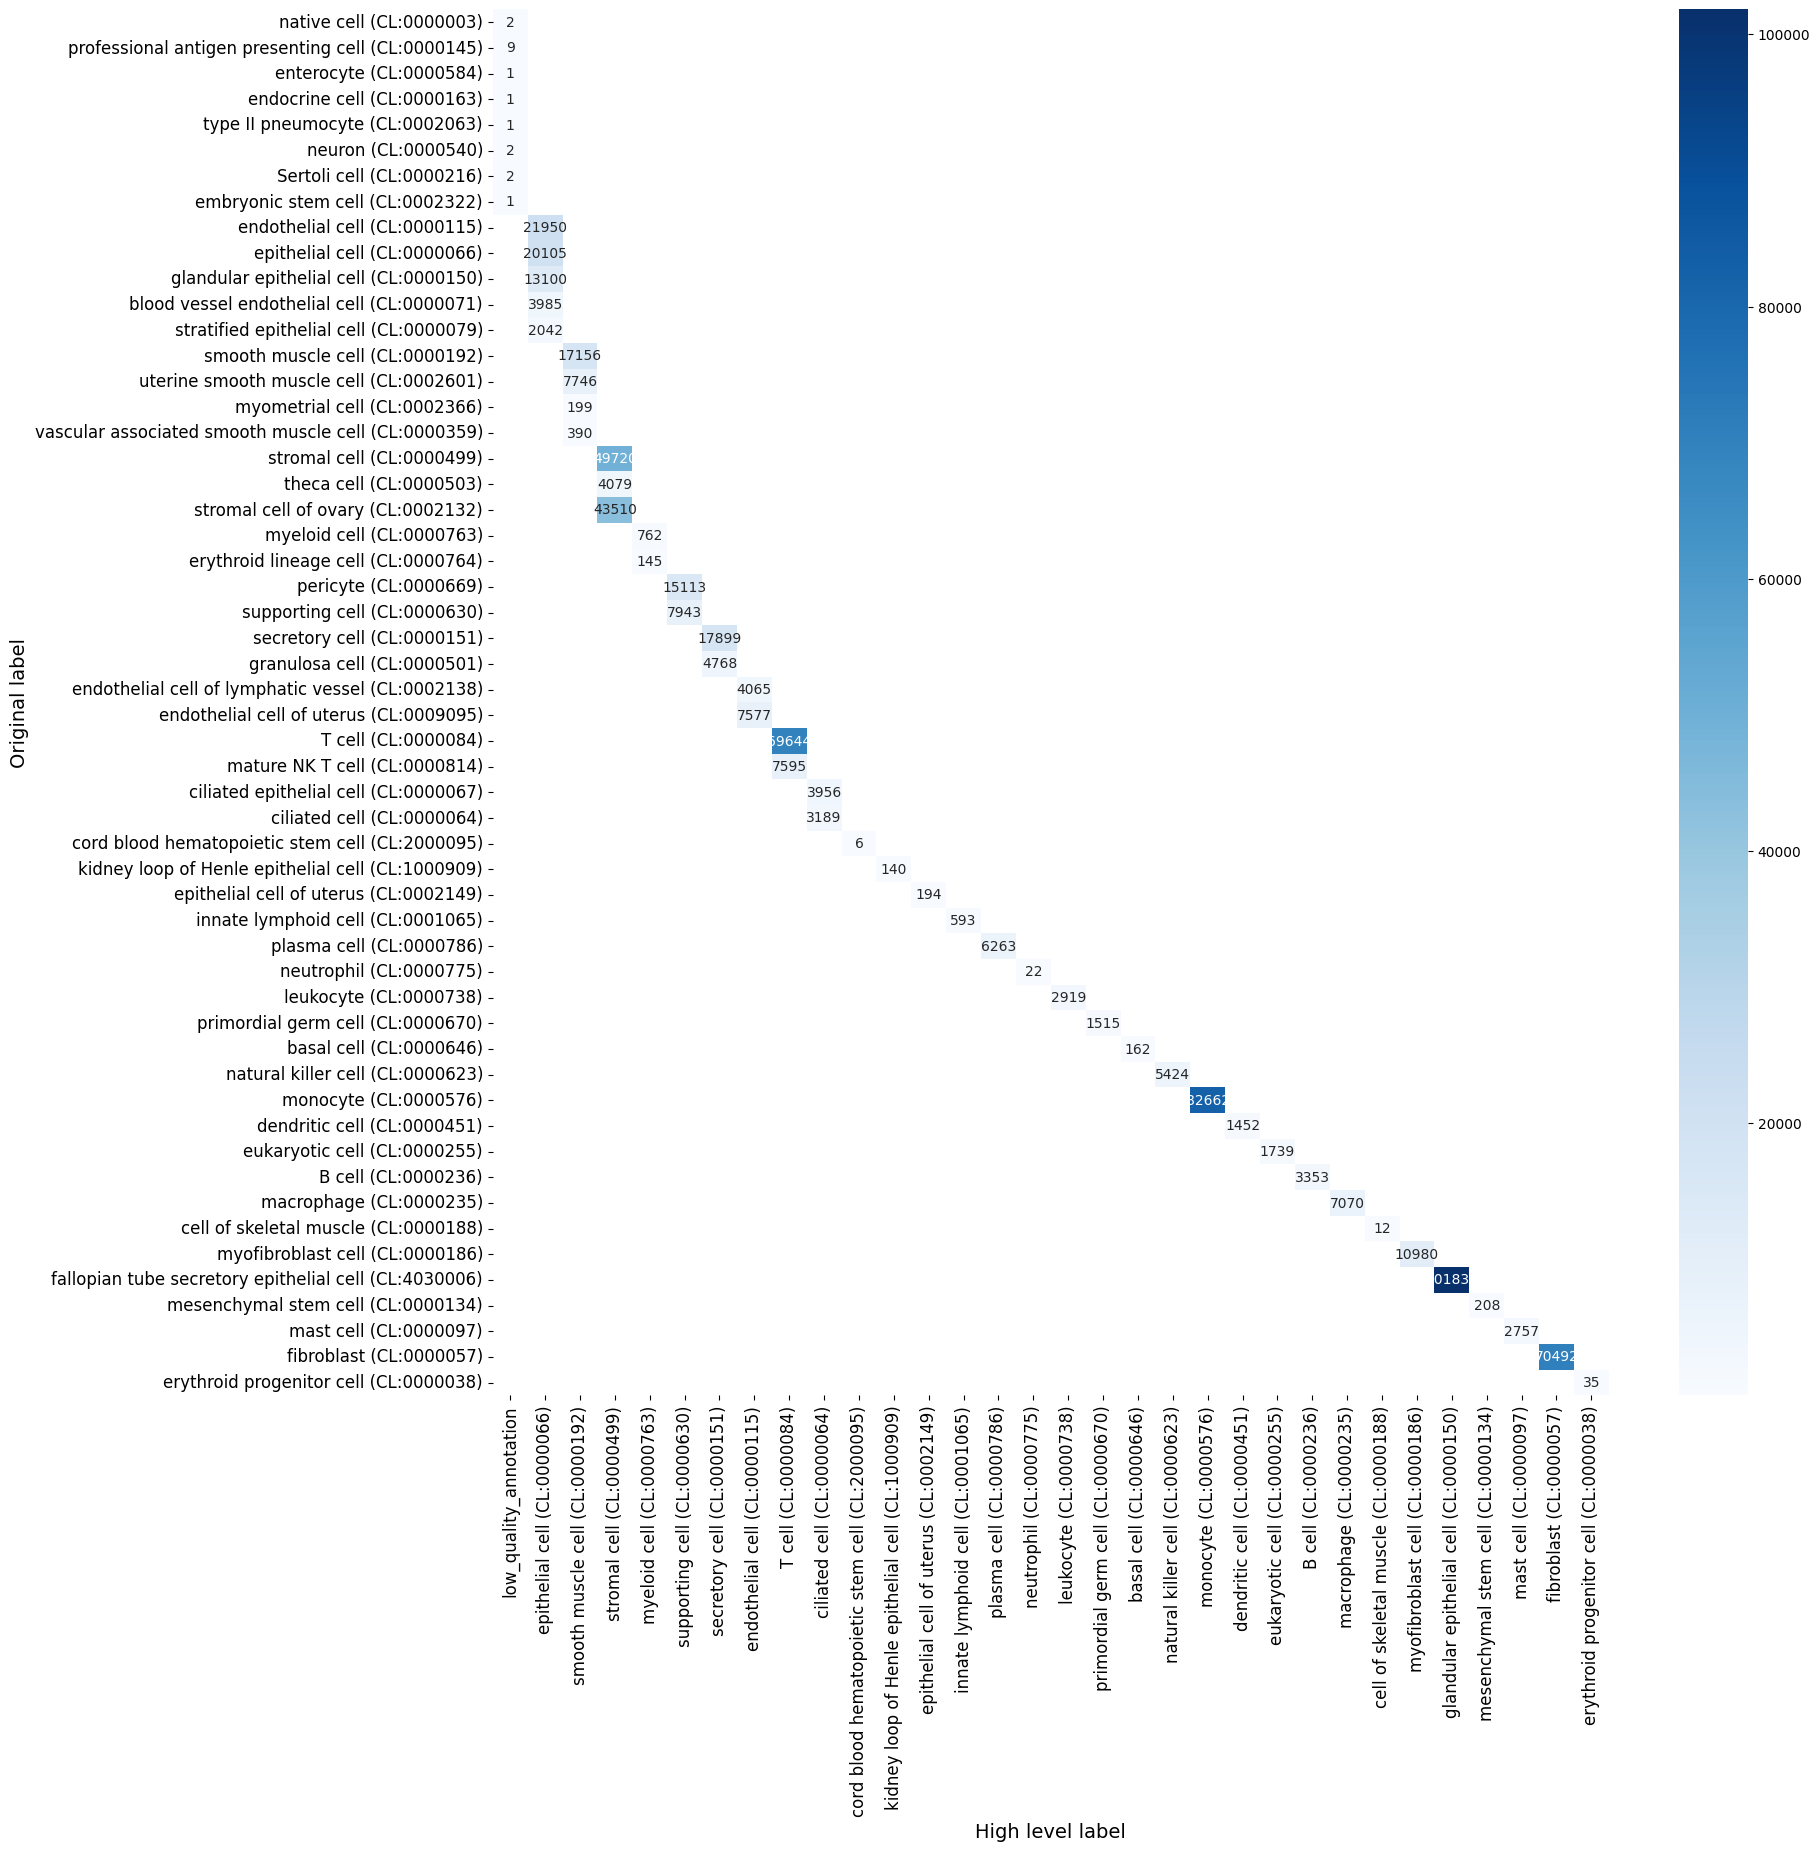 native cell (CL:0000003)
2
professional antigen presenting cell (CL:0000145)
9
enterocyte (CL:0000584)
1
endocrine cell (CL:0000163)
1
type II pneumocyte (CL:0002063)
1
neuron (CL:0000540)
2
Sertoli cell (CL:0000216)
2
embryonic stem cell (CL:0002322)
1
endothelial cell (CL:0000115)
21950
epithelial cell (CL:0000066)
20105
glandular epithelial cell (CL:0000150)
13100
blood vessel endothelial cell (CL:0000071)
3985
stratified epithelial cell (CL:0000079)
2042
smooth muscle cell (CL:0000192)
17156
uterine smooth muscle cell (CL:0002601)
7746
myometrial cell (CL:0002366)
199
vascular associated smooth muscle cell (CL:0000359)
390
stromal cell (CL:0000499)
49720
theca cell (CL:0000503)
4079
stromal cell of ovary (CL:0002132)
43510
myeloid cell (CL:0000763)
762
erythroid lineage cell (CL:0000764)
145
pericyte (CL:0000669)
15113
supporting cell (CL:0000630)
7943
secretory cell (CL:0000151)
17899
granulosa cell (CL:0000501)
4768
endothelial cell of lymphatic vessel (CL:0002138)
4065
endothelial cell of uterus (CL:0009095)
7577
T cell (CL:0000084)
69644
mature NK T cell (CL:0000814)
7595
ciliated epithelial cell (CL:0000067)
3956
ciliated cell (CL:0000064)
3189
cord blood hematopoietic stem cell (CL:2000095)
6
kidney loop of Henle epithelial cell (CL:1000909)
140
epithelial cell of uterus (CL:0002149)
194
innate lymphoid cell (CL:0001065)
593
plasma cell (CL:0000786)
6263
neutrophil (CL:0000775)
22
leukocyte (CL:0000738)
2919
primordial germ cell (CL:0000670)
1515
basal cell (CL:0000646)
162
natural killer cell (CL:0000623)
5424
monocyte (CL:0000576)
82662
dendritic cell (CL:0000451)
1452
eukaryotic cell (CL:0000255)
1739
B cell (CL:0000236)
3353
macrophage (CL:0000235)
7070
cell of skeletal muscle (CL:0000188)
12
myofibroblast cell (CL:0000186)
10980
fallopian tube secretory epithelial cell (CL:4030006)
mesenchymal stem cell (CL:0000134)
208
mast cell (CL:0000097)
2757
fibroblast (CL:0000057)
70492
erythroid progenitor cell (CL:0000038)
35
Original label
low_quality_annotation
epithelial cell (CL:0000066)
smooth muscle cell (CL:0000192)
stromal cell (CL:0000499)
myeloid cell (CL:0000763)
supporting cell (CL:0000630)
secretory cell (CL:0000151)
endothelial cell (CL:0000115)
T cell (CL:0000084)
ciliated cell (CL:0000064)
cord blood hematopoietic stem cell (CL:2000095)
kidney loop of Henle epithelial cell (CL:1000909)
epithelial cell of uterus (CL:0002149)
innate lymphoid cell (CL:0001065)
plasma cell (CL:0000786)
neutrophil (CL:0000775)
leukocyte (CL:0000738)
primordial germ cell (CL:0000670)
basal cell (CL:0000646)
natural killer cell (CL:0000623)
monocyte (CL:0000576)
dendritic cell (CL:0000451)
eukaryotic cell (CL:0000255)
B cell (CL:0000236)
macrophage (CL:0000235)
cell of skeletal muscle (CL:0000188)
myofibroblast cell (CL:0000186)
glandular epithelial cell (CL:0000150)
mesenchymal stem cell (CL:0000134)
mast cell (CL:0000097)
fibroblast (CL:0000057)
erythroid progenitor cell (CL:0000038)
High level label
100000
80000
60000
40000
20000